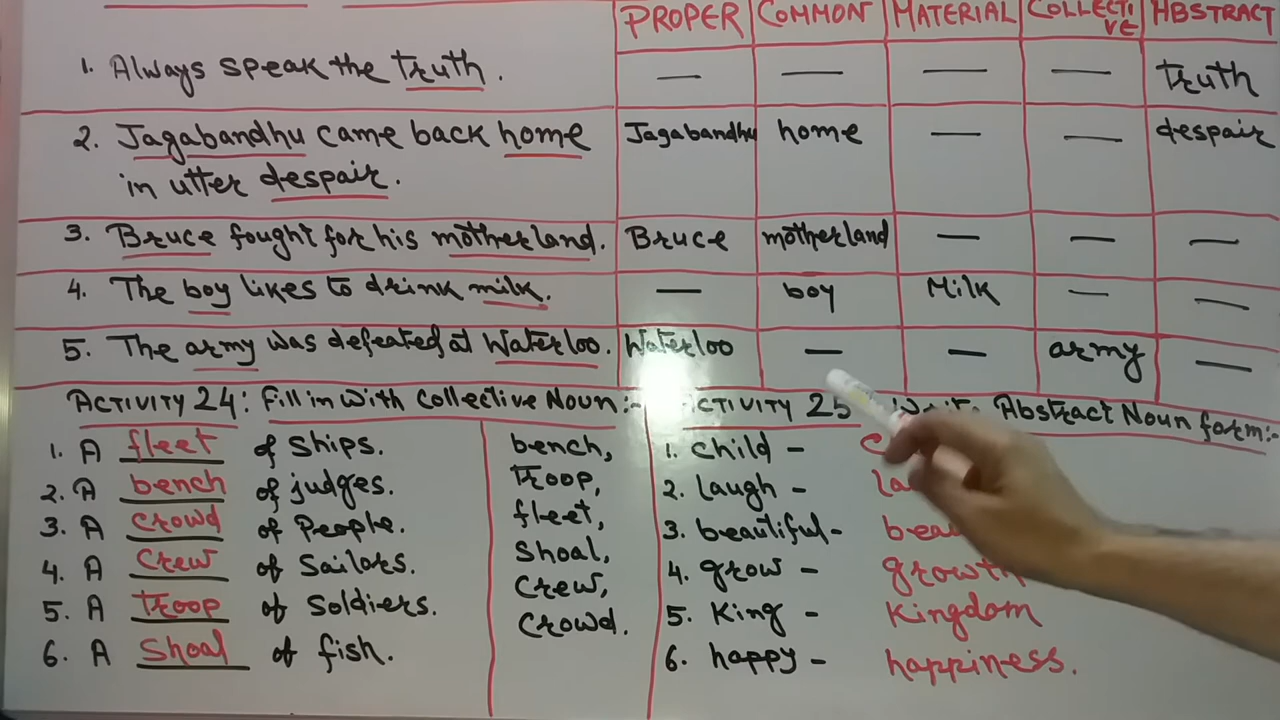 PROPER COMMON MATERIAL COLLECTIVE ABSTRACT
1. Always speak the truth. — — — — truth
2. Jagabandhu came back home Jagabandhu home — — despair
in utter despair.
3. Bruce fought for his motherland. Bruce motherland — — —
4. The boy likes to drink milk. — boy Milk — —
5. The army was defeated at Waterloo. Waterloo — — army —
ACTIVITY 24: Fill in with Collective Noun:-
1. A fleet of Ships.
2. A bench of judges.
3. A crowd of People.
4. A Crew of Sailors.
5. A troop of Soldiers.
6. A Shoal of fish.
bench,
troop,
fleet,
Shoal,
Crew,
Crowd.
ACTIVITY 25 Abstract Noun form:-
1. child -
2. laugh -
3. beautiful-
4. grow - growth
5. King - Kingdom
6. happy - happiness.